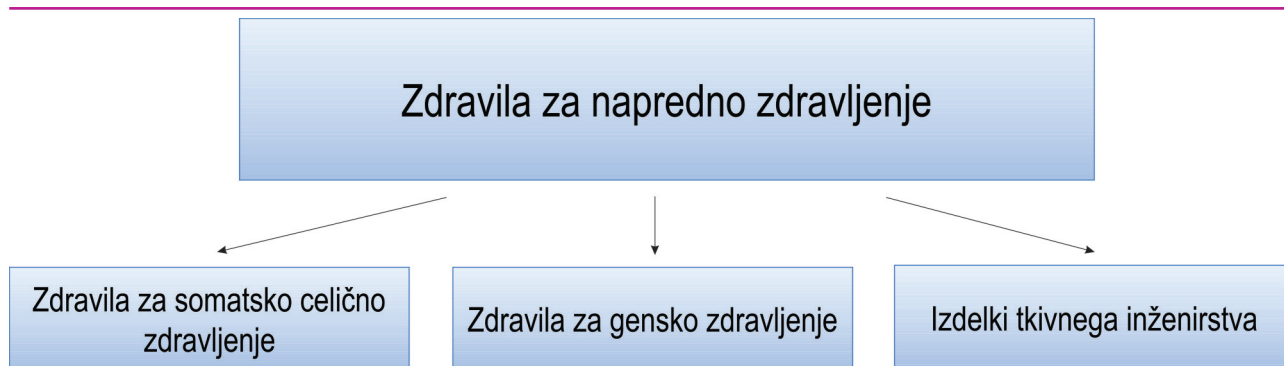 Zdravila za napredno zdravljenje
Zdravila za somatsko celično
zdravljenje
Zdravila za gensko zdravljenje
Izdelki tkivnega inženirstva